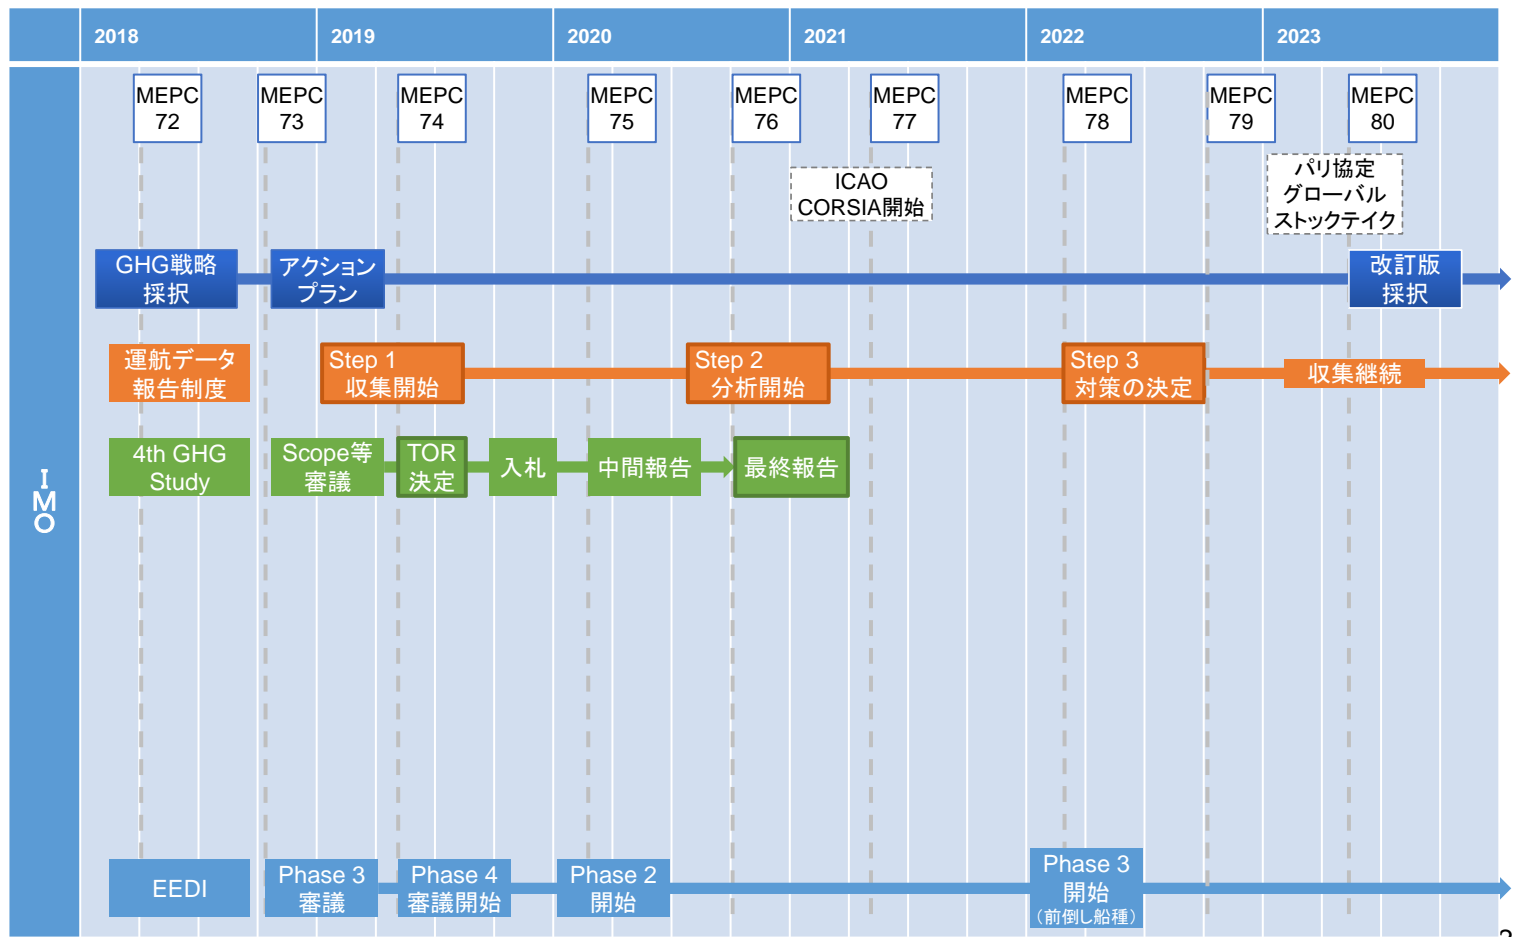 2018
2019
2020
2021
2022
2023
MEPC
72
MEPC
73
MEPC
74
MEPC
75
MEPC
76
MEPC
77
MEPC
78
MEPC
79
MEPC
80
ICAO
CORSIA開始
パリ協定
グローバル
ストックテイク
GHG戦略
採択
アクション
プラン
改訂版
採択
運航データ
報告制度
Step 1
収集開始
Step 2
分析開始
Step 3
対策の決定
収集継続
4th GHG
Study
Scope等
審議
TOR
決定
入札
中間報告
最終報告
IMO
EEDI
Phase 3
審議
Phase 4
審議開始
Phase 2
開始
Phase 3
開始
(前倒し船種)